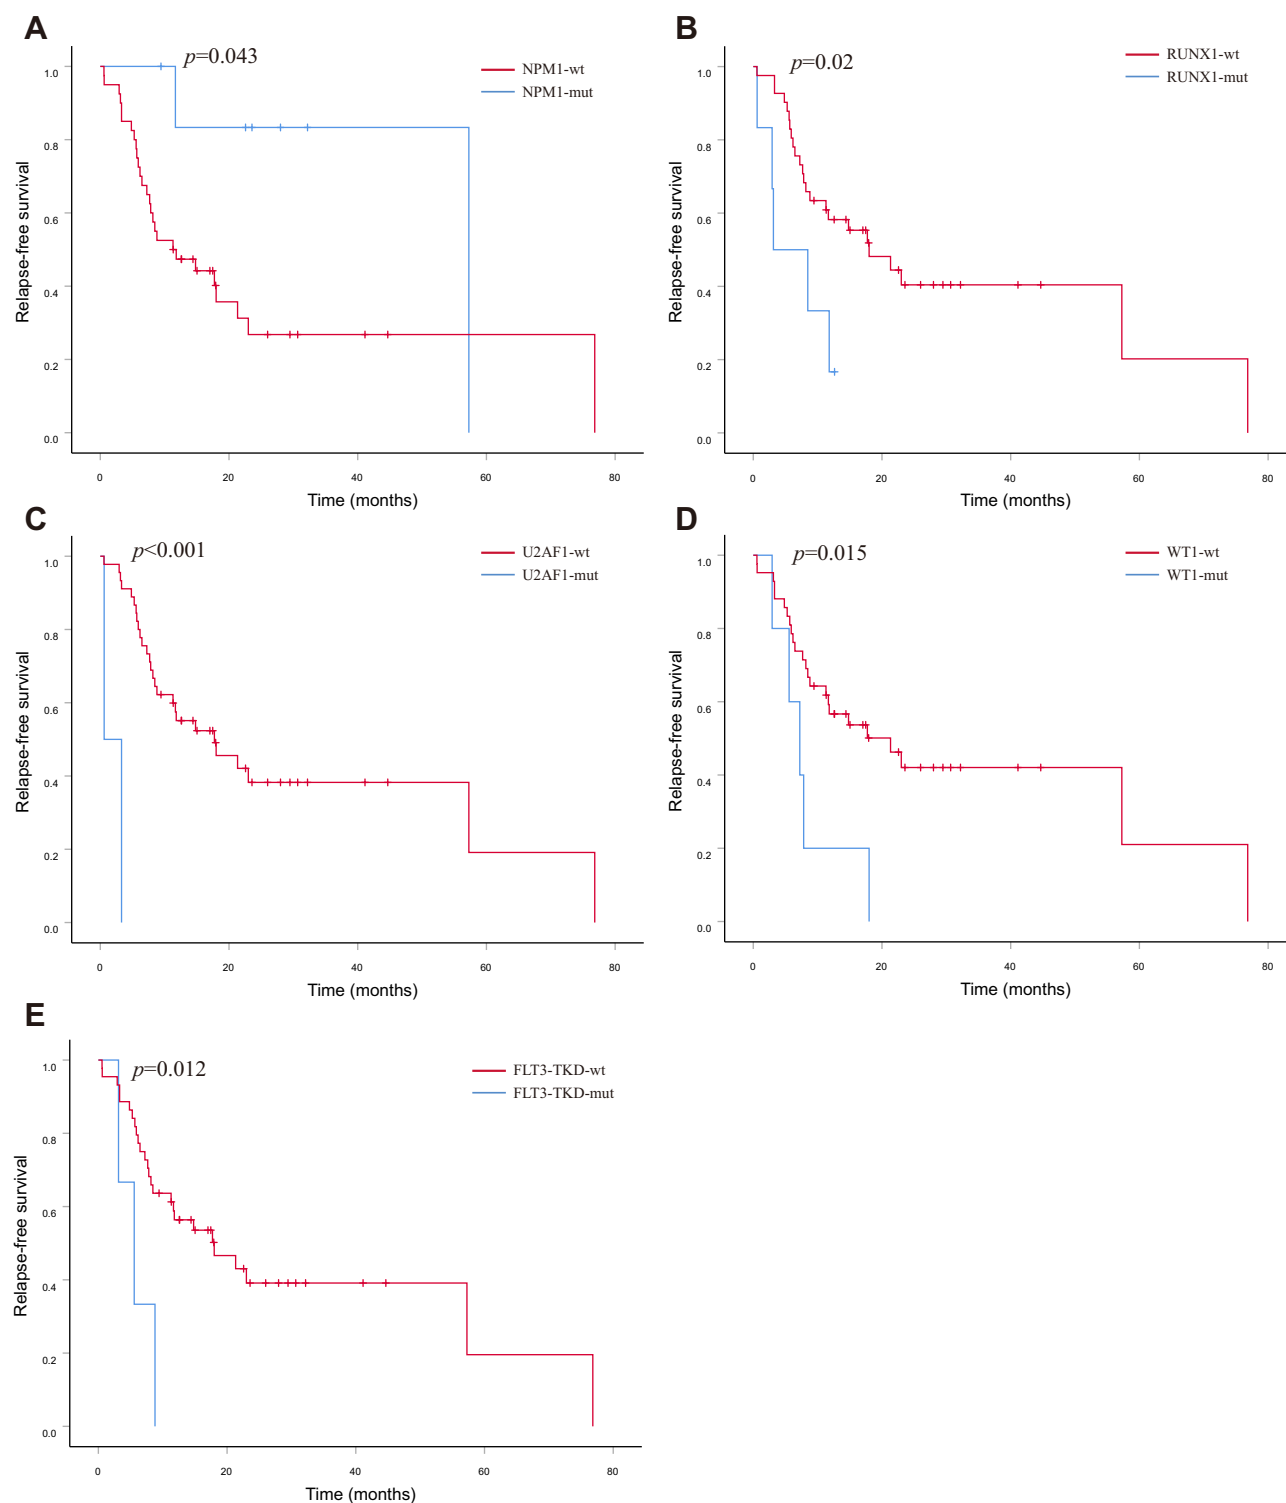 A
p=0.043
NPM1-wt
NPM1-mut
Relapse-free survival
1.0
0.8
0.6
0.4
0.2
0.0
0 20 40 60 80
Time (months)
B
p=0.02
RUNX1-wt
RUNX1-mut
Relapse-free survival
1.0
0.8
0.6
0.4
0.2
0.0
0 20 40 60 80
Time (months)
C
p<0.001
U2AF1-wt
U2AF1-mut
Relapse-free survival
1.0
0.8
0.6
0.4
0.2
0.0
0 20 40 60 80
Time (months)
D
p=0.015
WT1-wt
WT1-mut
Relapse-free survival
1.0
0.8
0.6
0.4
0.2
0.0
0 20 40 60 80
Time (months)
E
p=0.012
FLT3-TKD-wt
FLT3-TKD-mut
Relapse-free survival
1.0
0.8
0.6
0.4
0.2
0.0
0 20 40 60 80
Time (months)